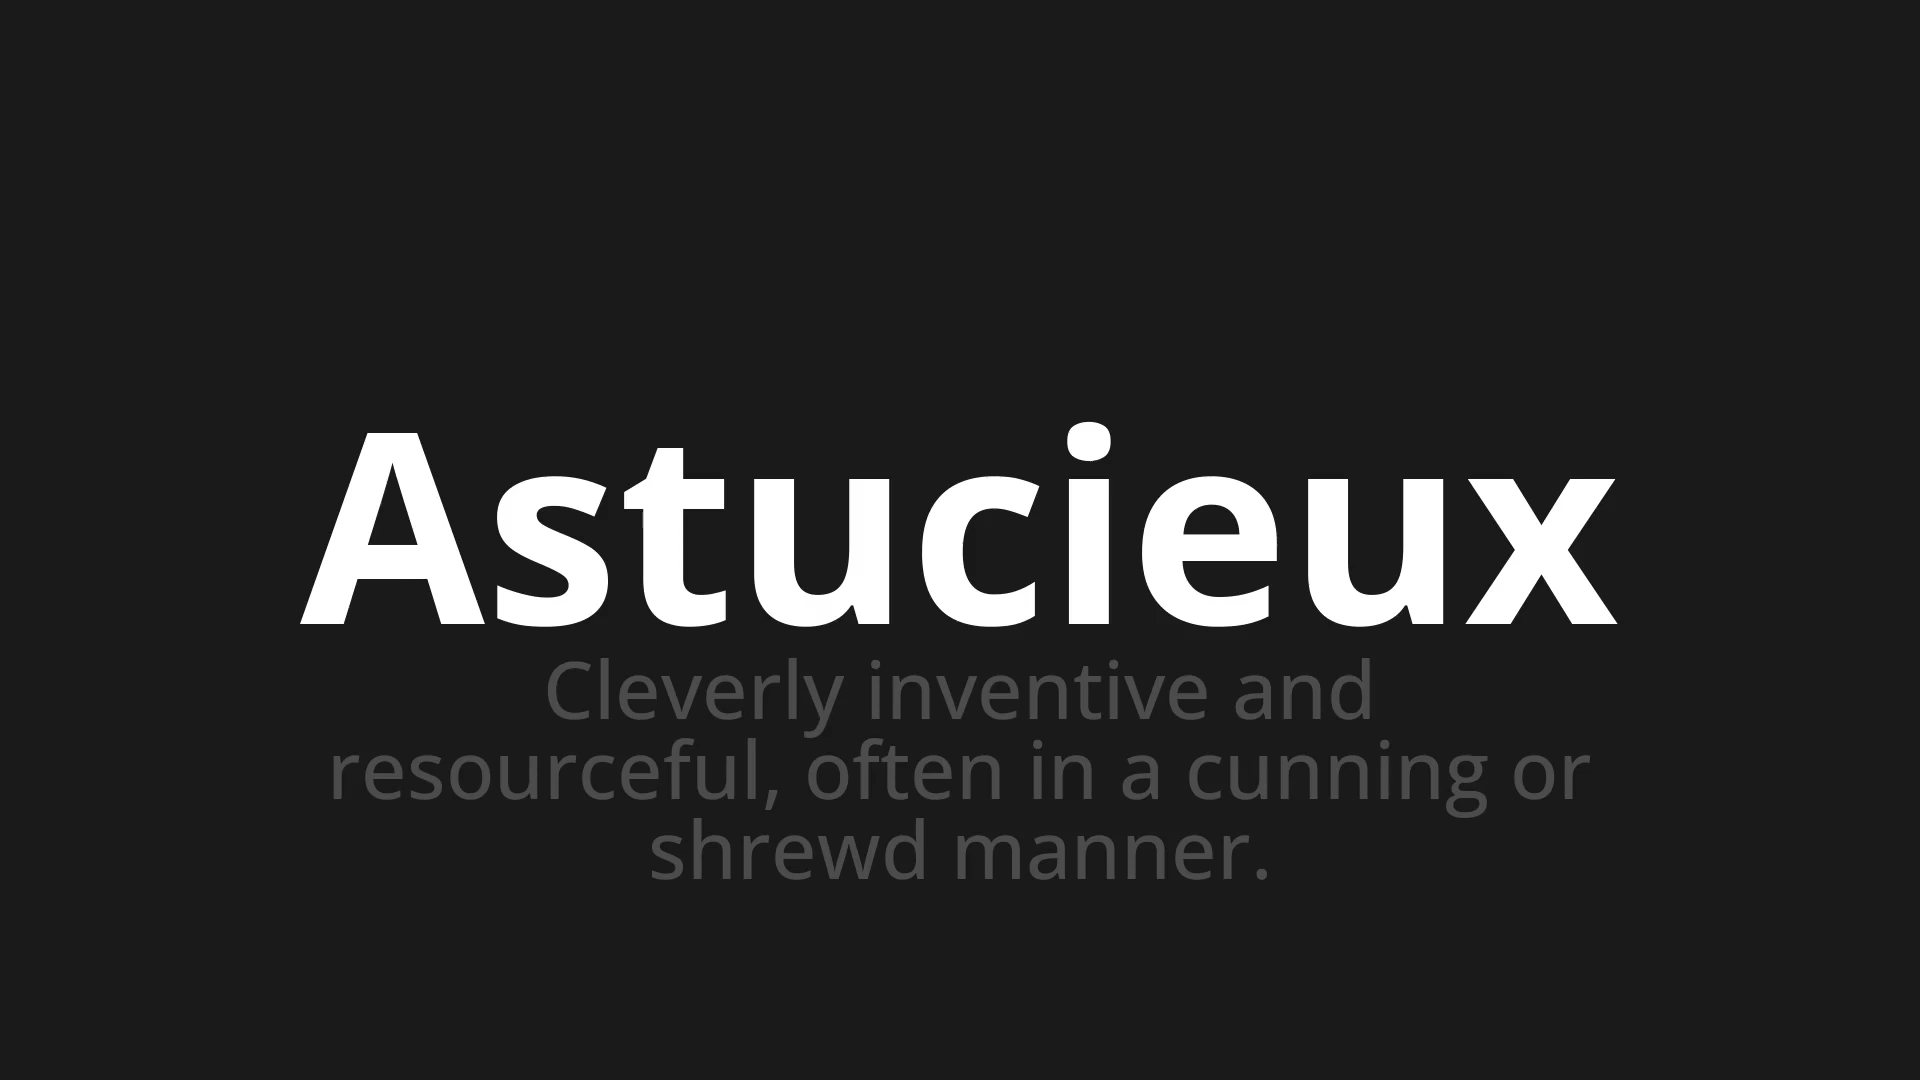 Astucieux
Cleverly inventive and
resourceful, often in a cunning or
shrewd manner.